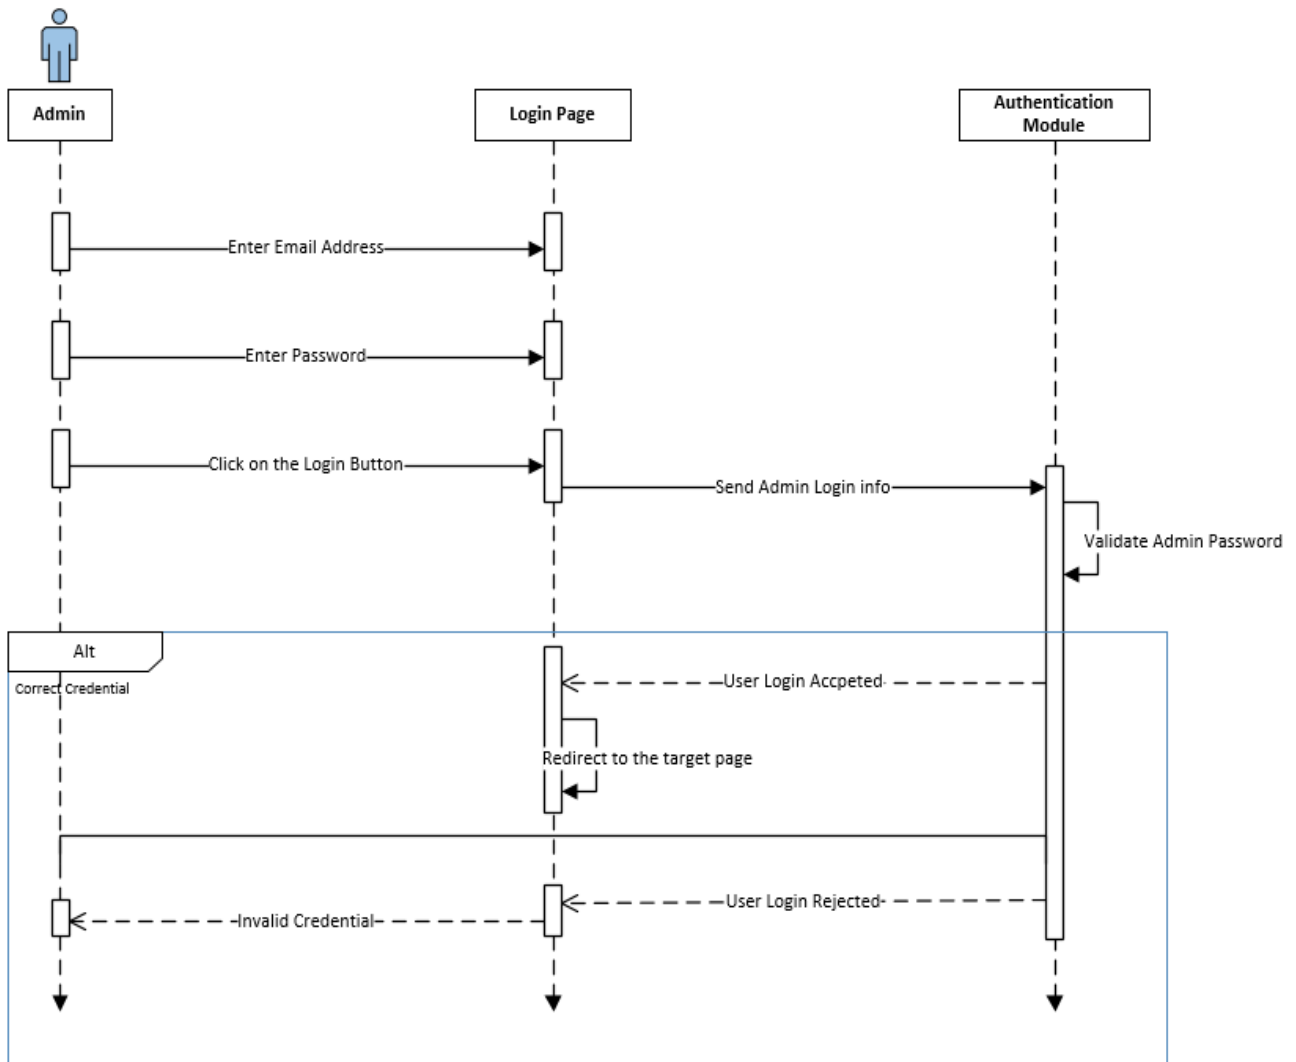 Admin
Login Page
Authentication
Module
Enter Email Address
Enter Password
Click on the Login Button
Send Admin Login info
Validate Admin Password
Alt
Correct Credential
User Login Accpeted
Redirect to the target page
User Login Rejected
Invalid Credential